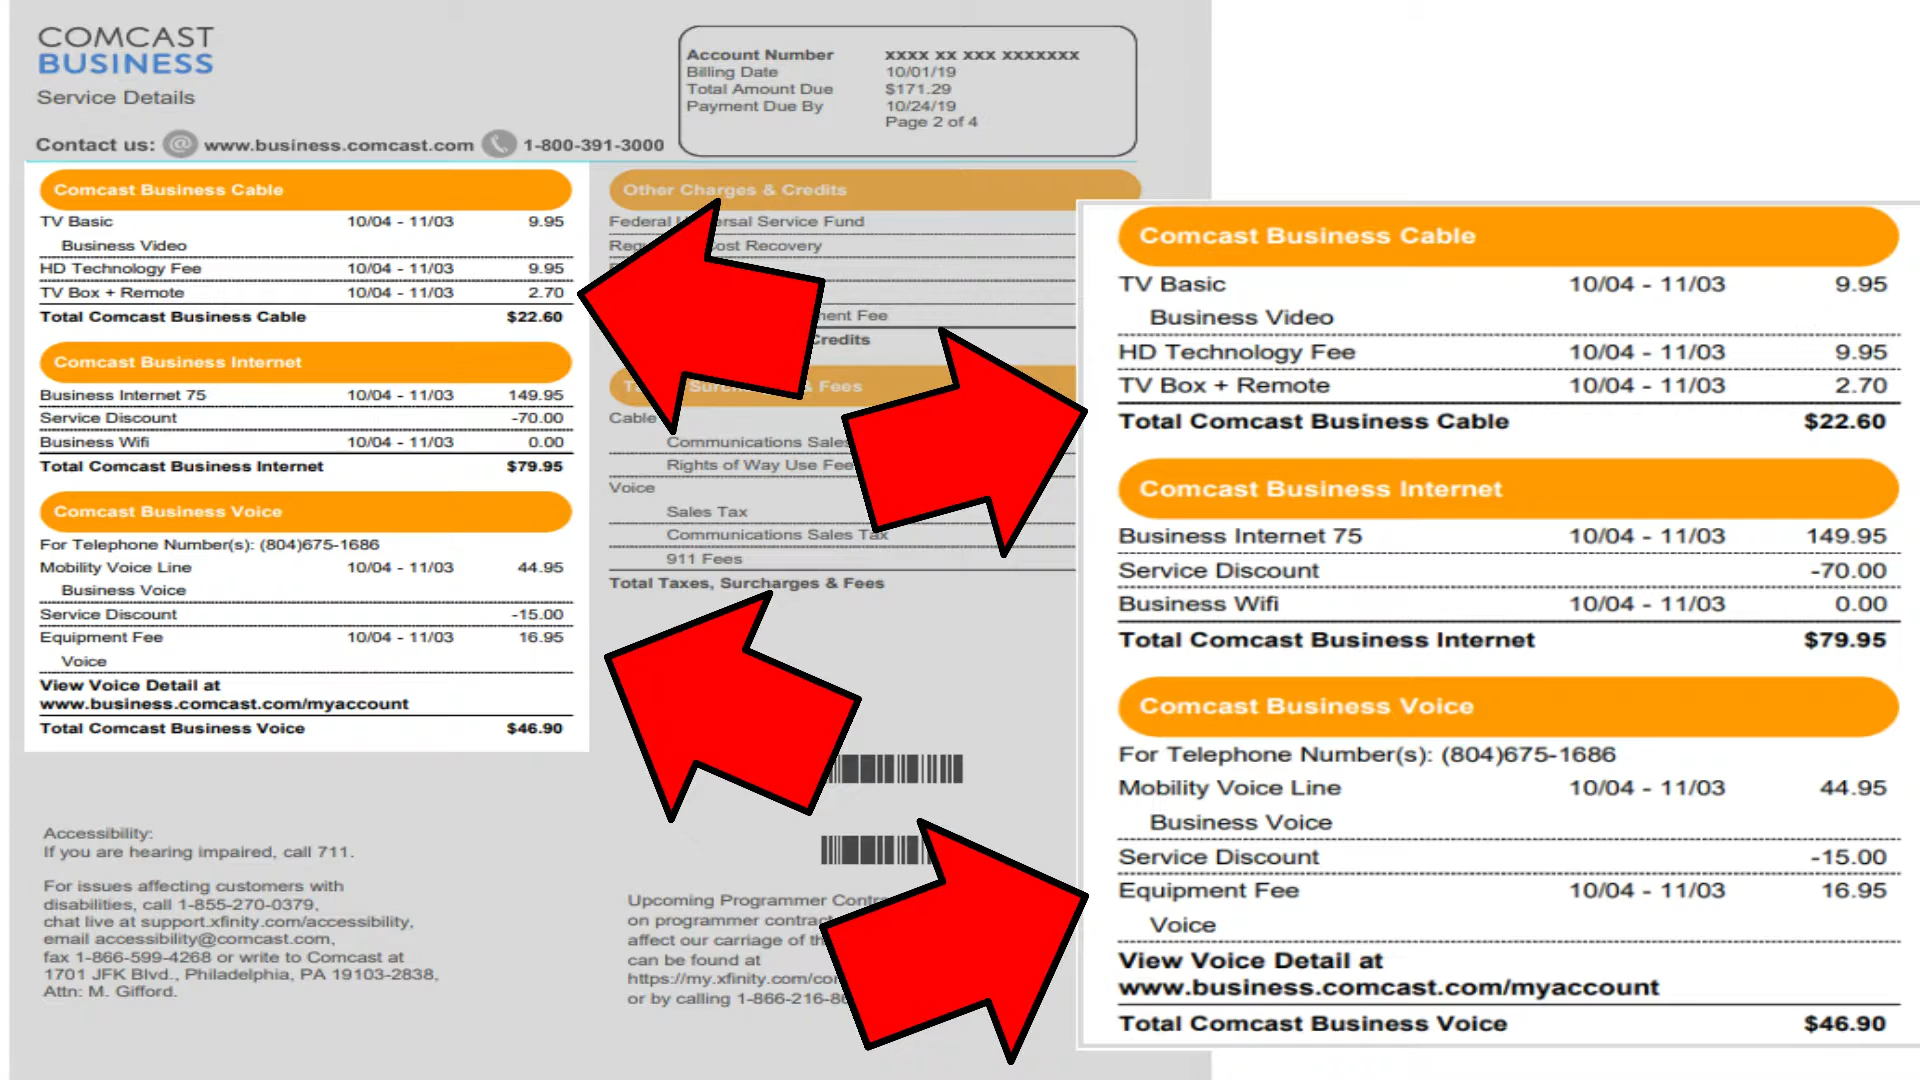 COMCAST
BUSINESS
Service Details
Account Number xxxx xx xxx xxxxxxx
Billing Date 10/01/19
Total Amount Due $171.29
Payment Due By 10/24/19
Page 2 of 4
Contact us: @ www.business.comcast.com 1-800-391-3000
Comcast Business Cable
TV Basic 10/04 - 11/03 9.95
Business Video
HD Technology Fee 10/04 - 11/03 9.95
TV Box + Remote 10/04 - 11/03 2.70
Total Comcast Business Cable $22.60
Comcast Business Internet
Business Internet 75 10/04 - 11/03 149.95
Service Discount -70.00
Business Wifi 10/04 - 11/03 0.00
Total Comcast Business Internet $79.95
Comcast Business Voice
For Telephone Number(s): (804)675-1686
Mobility Voice Line 10/04 - 11/03 44.95
Business Voice
Service Discount -15.00
Equipment Fee 10/04 - 11/03 16.95
Voice
View Voice Detail at
www.business.comcast.com/myaccount
Total Comcast Business Voice $46.90
Accessibility:
If you are hearing impaired, call 711.
For issues affecting customers with
disabilities, call 1-855-270-0379,
chat live at support.xfinity.com/accessibility,
email accessibility@comcast.com,
fax 1-866-599-4268 or write to Comcast at
1701 JFK Blvd., Philadelphia, PA 19103-2838,
Attn: M. Gifford.
Other Charges & Credits
Federal Service Fund
Cost Recovery
Fee
Credits
& Fees
Cable
Communications Sales
Rights of Way Use Fee
Voice
Sales Tax
Communications Sales Tax
911 Fees
Total Taxes, Surcharges & Fees
Upcoming Programmer
on programmer
affect our carriage of
can be found at
https://my.xfinity.com/
or by calling 1-866-216-
Comcast Business Cable
TV Basic 10/04 - 11/03 9.95
Business Video
HD Technology Fee 10/04 - 11/03 9.95
TV Box + Remote 10/04 - 11/03 2.70
Total Comcast Business Cable $22.60
Comcast Business Internet
Business Internet 75 10/04 - 11/03 149.95
Service Discount -70.00
Business Wifi 10/04 - 11/03 0.00
Total Comcast Business Internet $79.95
Comcast Business Voice
For Telephone Number(s): (804)675-1686
Mobility Voice Line 10/04 - 11/03 44.95
Business Voice
Service Discount -15.00
Equipment Fee 10/04 - 11/03 16.95
Voice
View Voice Detail at
www.business.comcast.com/myaccount
Total Comcast Business Voice $46.90